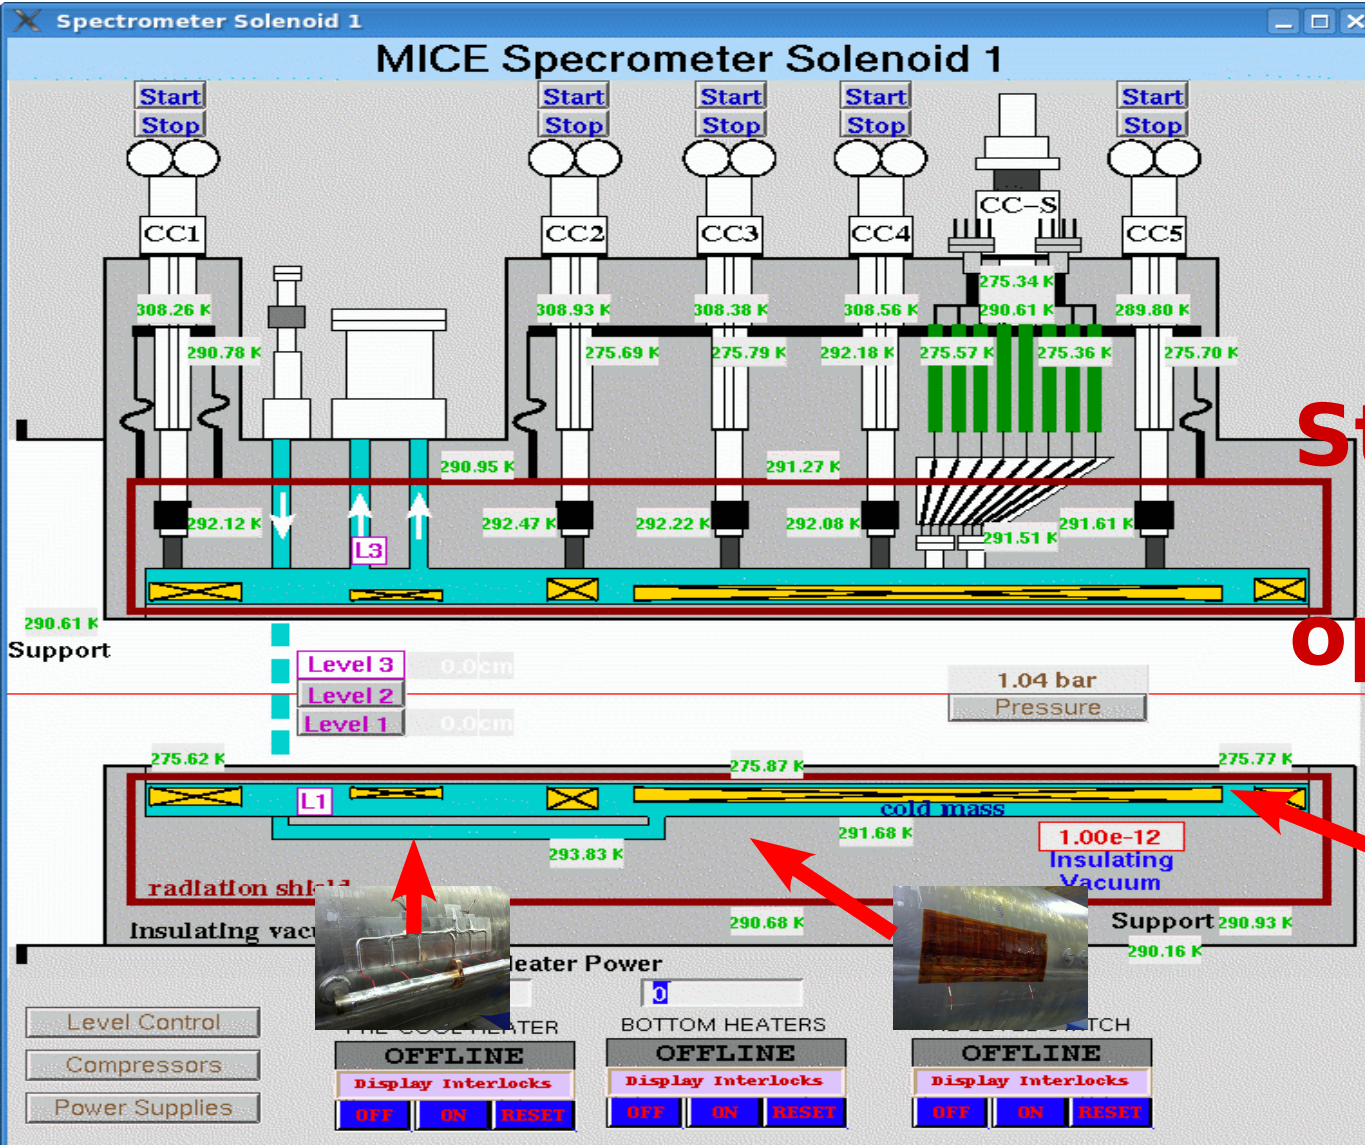 Spectrometer Solenoid 1
MICE Specrometer Solenoid 1
Start Start Start Start Start
Stop Stop Stop Stop Stop
CC-S
CC1 CC2 CC3 CC4 CC5
275.34 K
308.26 K 308.93 K 308.38 K 308.56 K 290.61 K 289.80 K
290.78 K 275.69 K 275.79 K 292.18 K 275.57 K 275.36 K 275.70 K
290.95 K 291.27 K
292.12 K 292.47 K 292.22 K 292.08 K 291.61 K
291.51 K
L3
290.61 K
Support
Level 3 0.0cm
Level 2
Level 1 0.0cm
1.04 bar
Pressure
275.62 K 275.87 K 275.77 K
L1
cold mass
291.68 K
1.00e-12
293.83 K
Insulating
Vacuum
radiation shield
290.68 K
Support 290.93 K
insulating
290.16 K
Power
0
HEATER BOTTOM HEATERS
OFFLINE OFFLINE OFFLINE
Display Interlocks Display Interlocks Display Interlocks
OFF ON RESET OFF ON RESET OFF ON RESET
Level Control
Compressors
Power Supplies